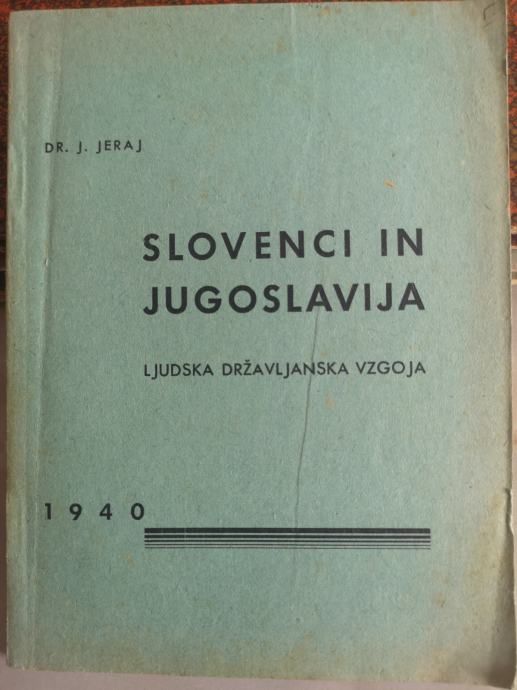 DR. J. JERAJ
SLOVENCI IN
JUGOSLAVIJA
LJUDSKA DRŽAVLJANSKA VZGOJA
1940